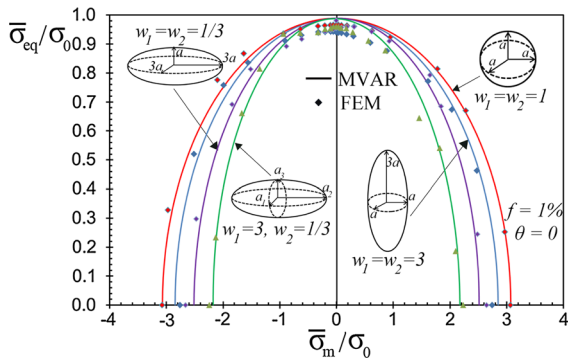 σ̅eq/σ0
1.0
0.9
0.8
0.7
0.6
0.5
0.4
0.3
0.2
0.1
0.0
-4
-3
-2
-1
0
1
2
3
4
σ̅m/σ0
w1=w2=1/3
a
3a
3a
MVAR
FEM
a
a
a
w1=w2=1
a3
a2
a1
w1=3, w2=1/3
3a
a
a
w1=w2=3
f = 1%
θ = 0